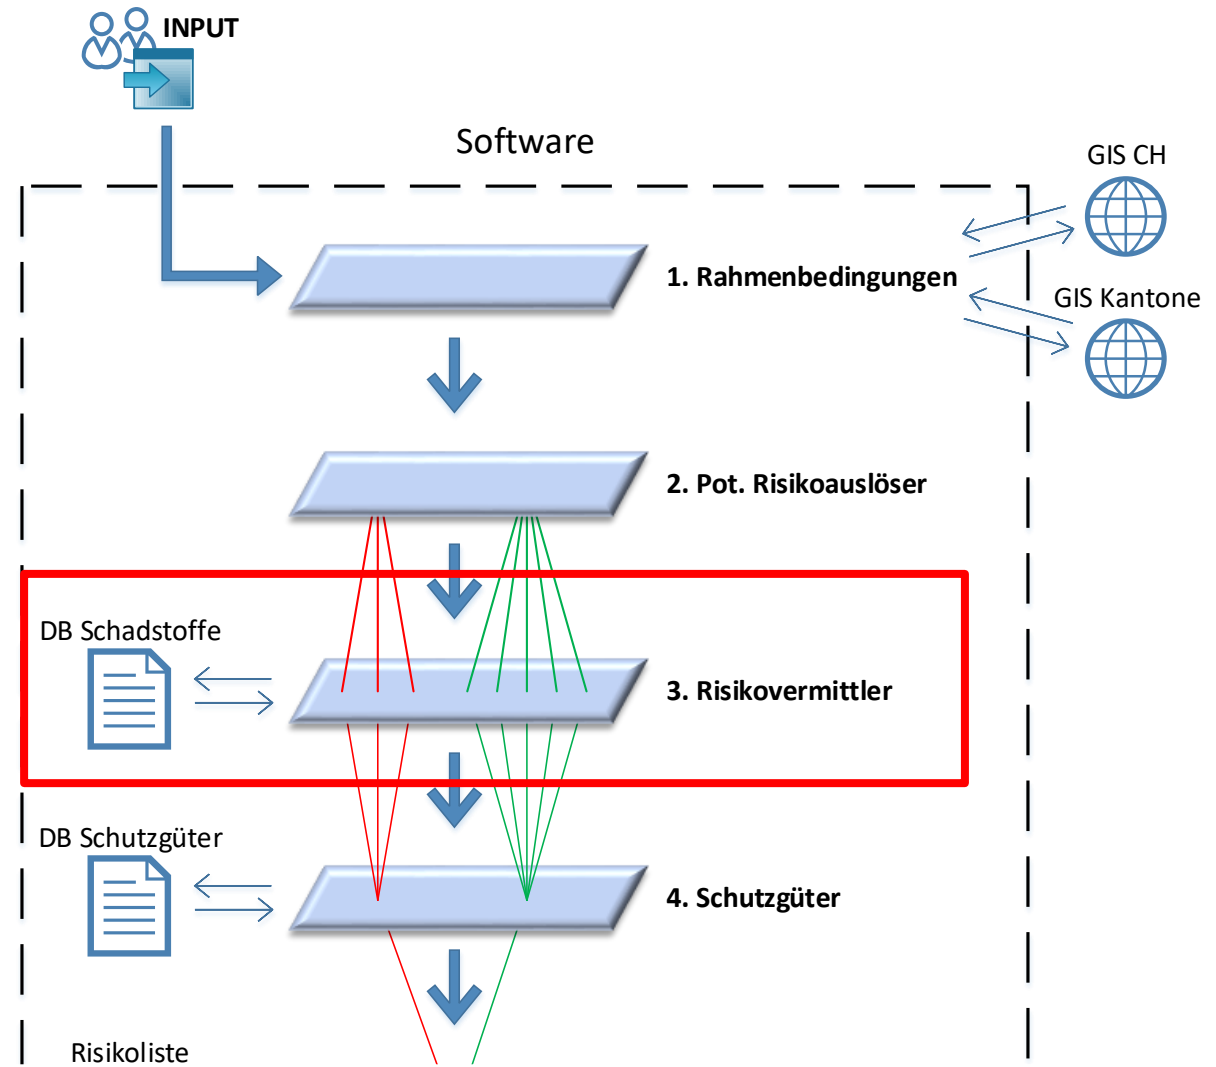 INPUT
Software
GIS CH
1. Rahmenbedingungen
GIS Kantone
2. Pot. Risikoauslöser
DB Schadstoffe
3. Risikovermittler
DB Schutzgüter
4. Schutzgüter
Risikoliste